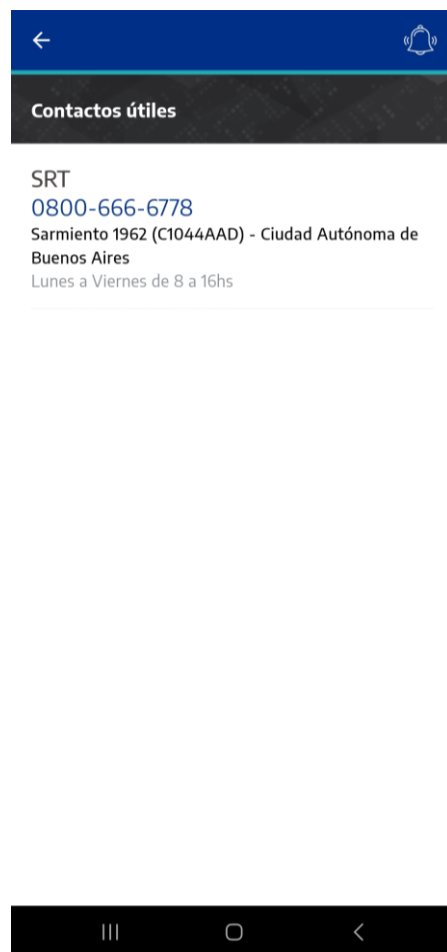 Contactos útiles
SRT
0800-666-6778
Sarmiento 1962 (C1044AAD) - Ciudad Autónoma de
Buenos Aires
Lunes a Viernes de 8 a 16hs